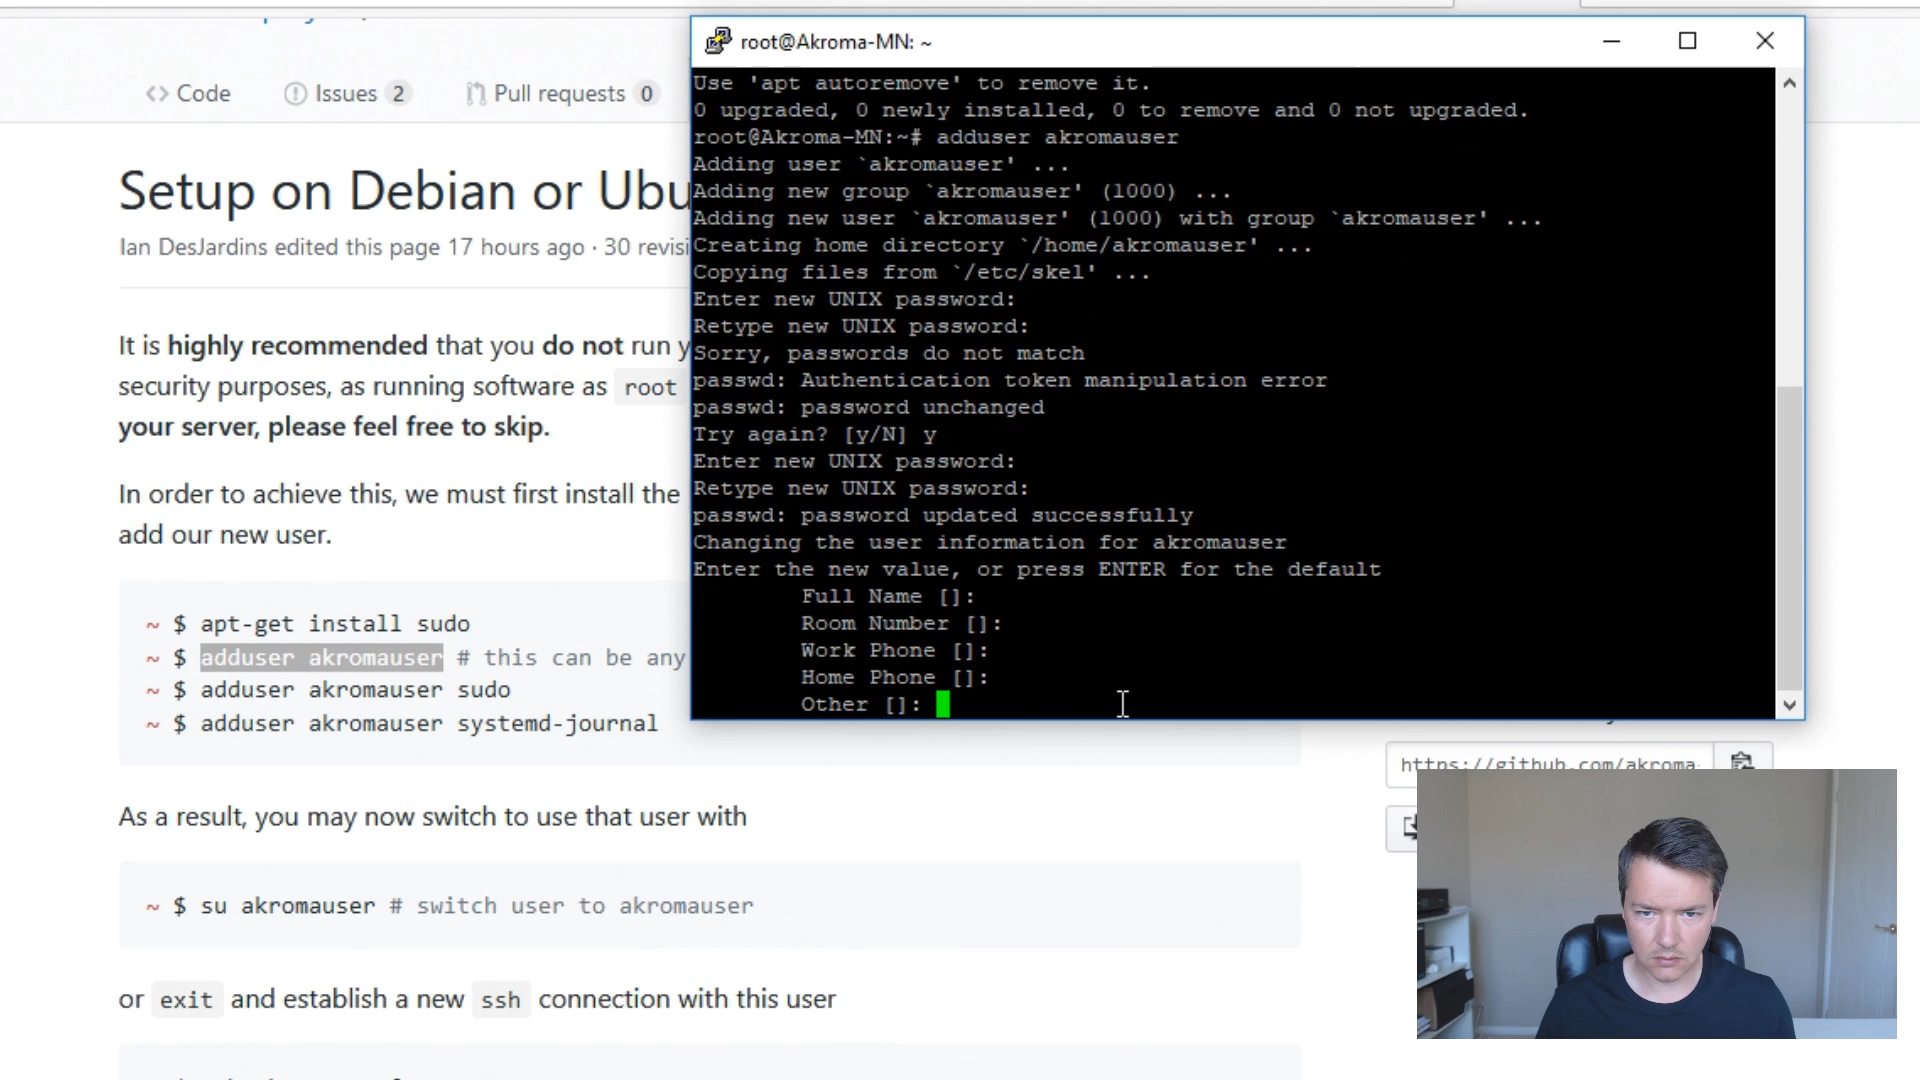 <> Code
Issues 2
Pull requests 0
Setup on Debian or Ubu
Ian DesJardins edited this page 17 hours ago · 30 revisi
It is highly recommended that you do not run y
security purposes, as running software as root
your server, please feel free to skip.
In order to achieve this, we must first install the
add our new user.
~ $ apt-get install sudo
~ $ adduser akromauser # this can be any
~ $ adduser akromauser sudo
~ $ adduser akromauser systemd-journal
As a result, you may now switch to use that user with
~ $ su akromauser # switch user to akromauser
or exit and establish a new ssh connection with this user
root@Akroma-MN: ~
Use 'apt autoremove' to remove it.
0 upgraded, 0 newly installed, 0 to remove and 0 not upgraded.
root@Akroma-MN:~# adduser akromauser
Adding user `akromauser' ...
Adding new group `akromauser' (1000) ...
Adding new user `akromauser' (1000) with group `akromauser' ...
Creating home directory `/home/akromauser' ...
Copying files from `/etc/skel' ...
Enter new UNIX password:
Retype new UNIX password:
Sorry, passwords do not match
passwd: Authentication token manipulation error
passwd: password unchanged
Try again? [y/N] y
Enter new UNIX password:
Retype new UNIX password:
passwd: password updated successfully
Changing the user information for akromauser
Enter the new value, or press ENTER for the default
Full Name []:
Room Number []:
Work Phone []:
Home Phone []:
Other []:
https://github.com/akroma-